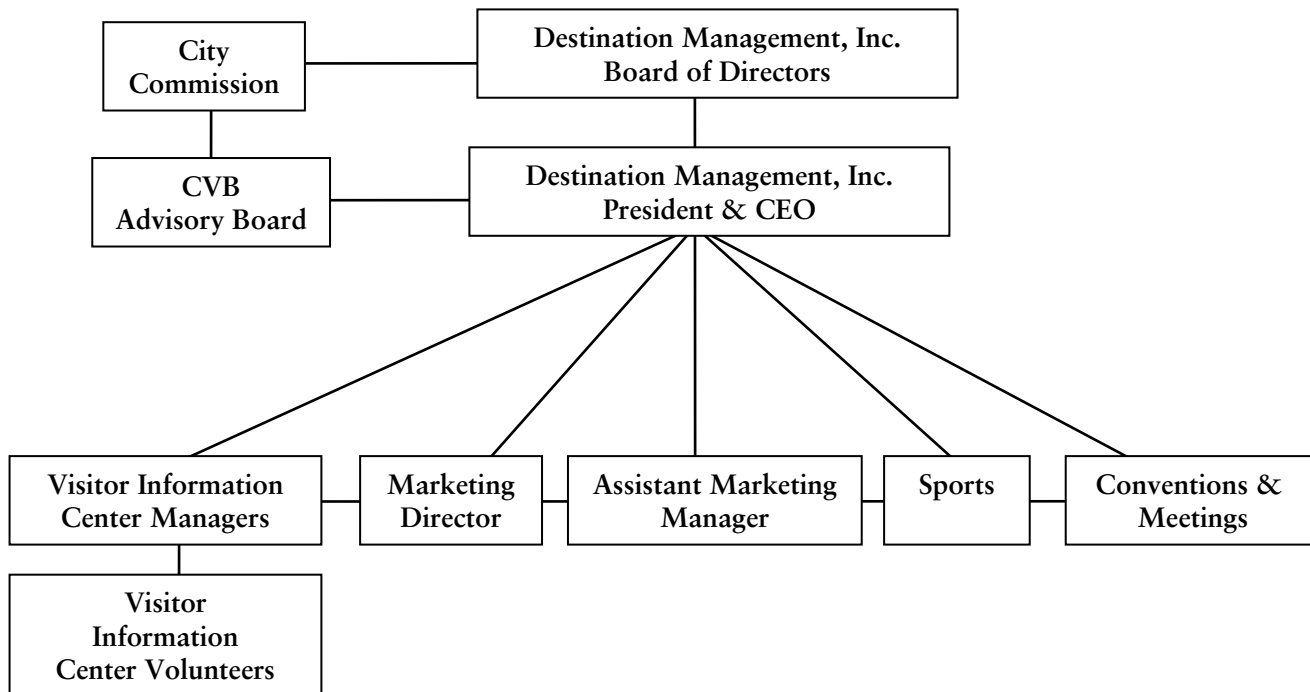 City
Commission
Destination Management, Inc.
Board of Directors
CVB
Advisory Board
Destination Management, Inc.
President & CEO
Visitor Information
Center Managers
Marketing
Director
Assistant Marketing
Manager
Sports
Conventions &
Meetings
Visitor
Information
Center Volunteers